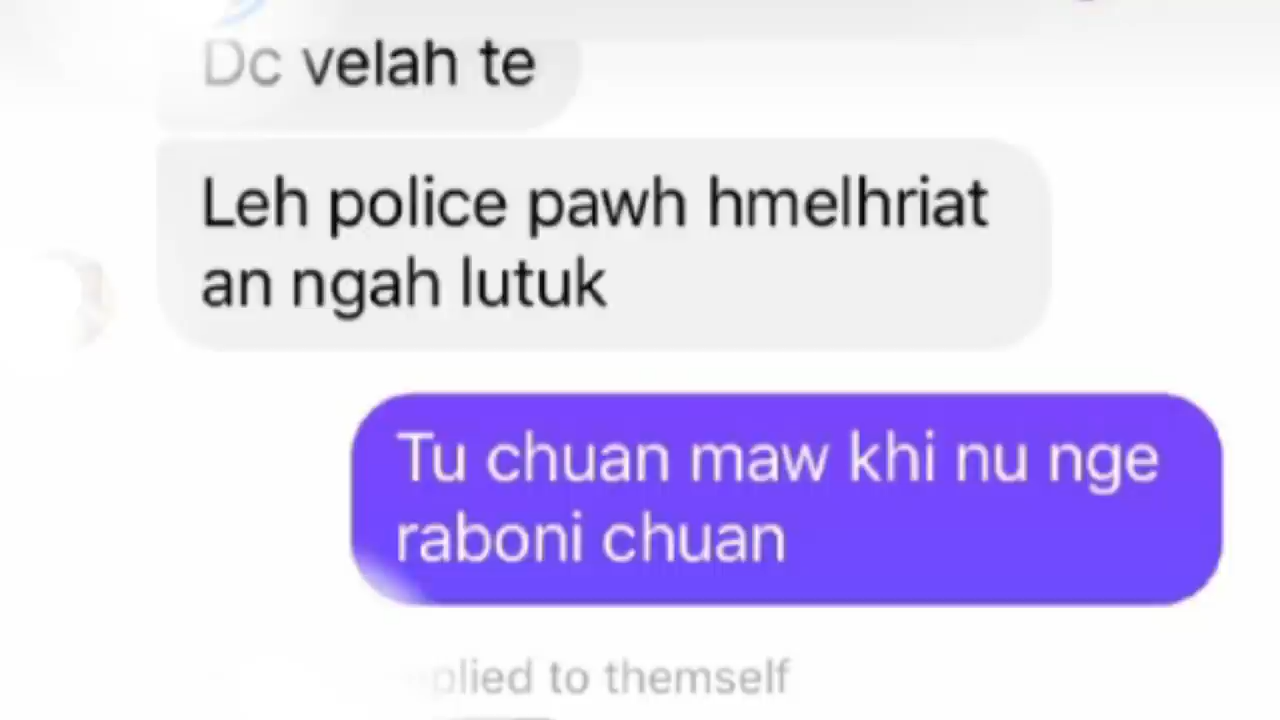 Dc velah te
Leh police pawh hmelhriat
an ngah lutuk
Tu chuan maw khi nu nge
raboni chuan
plied to themself